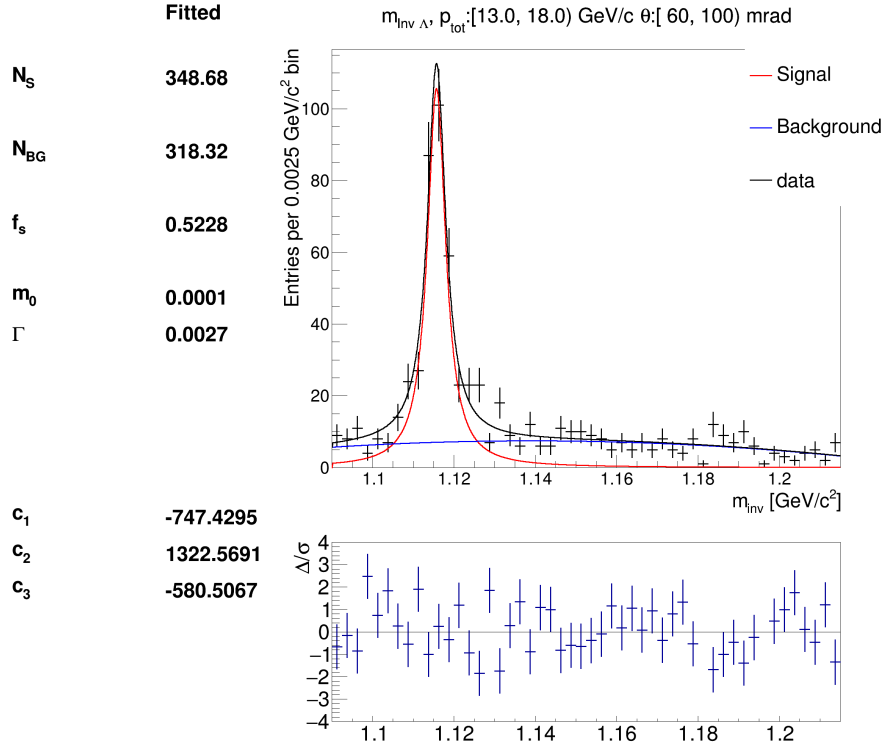 Fitted
N_S 348.68
N_BG 318.32
f_s 0.5228
m_0 0.0001
Γ 0.0027
c_1 -747.4295
c_2 1322.5691
c_3 -580.5067
m_Inv Λ, p_tot:[13.0, 18.0) GeV/c θ:[ 60, 100) mrad
Entries per 0.0025 GeV/c² bin
100
80
60
40
20
0
Signal
Background
data
1.1 1.12 1.14 1.16 1.18 1.2
m_inv [GeV/c²]
Δ/σ
4
3
2
1
0
−1
−2
−3
−4
1.1 1.12 1.14 1.16 1.18 1.2